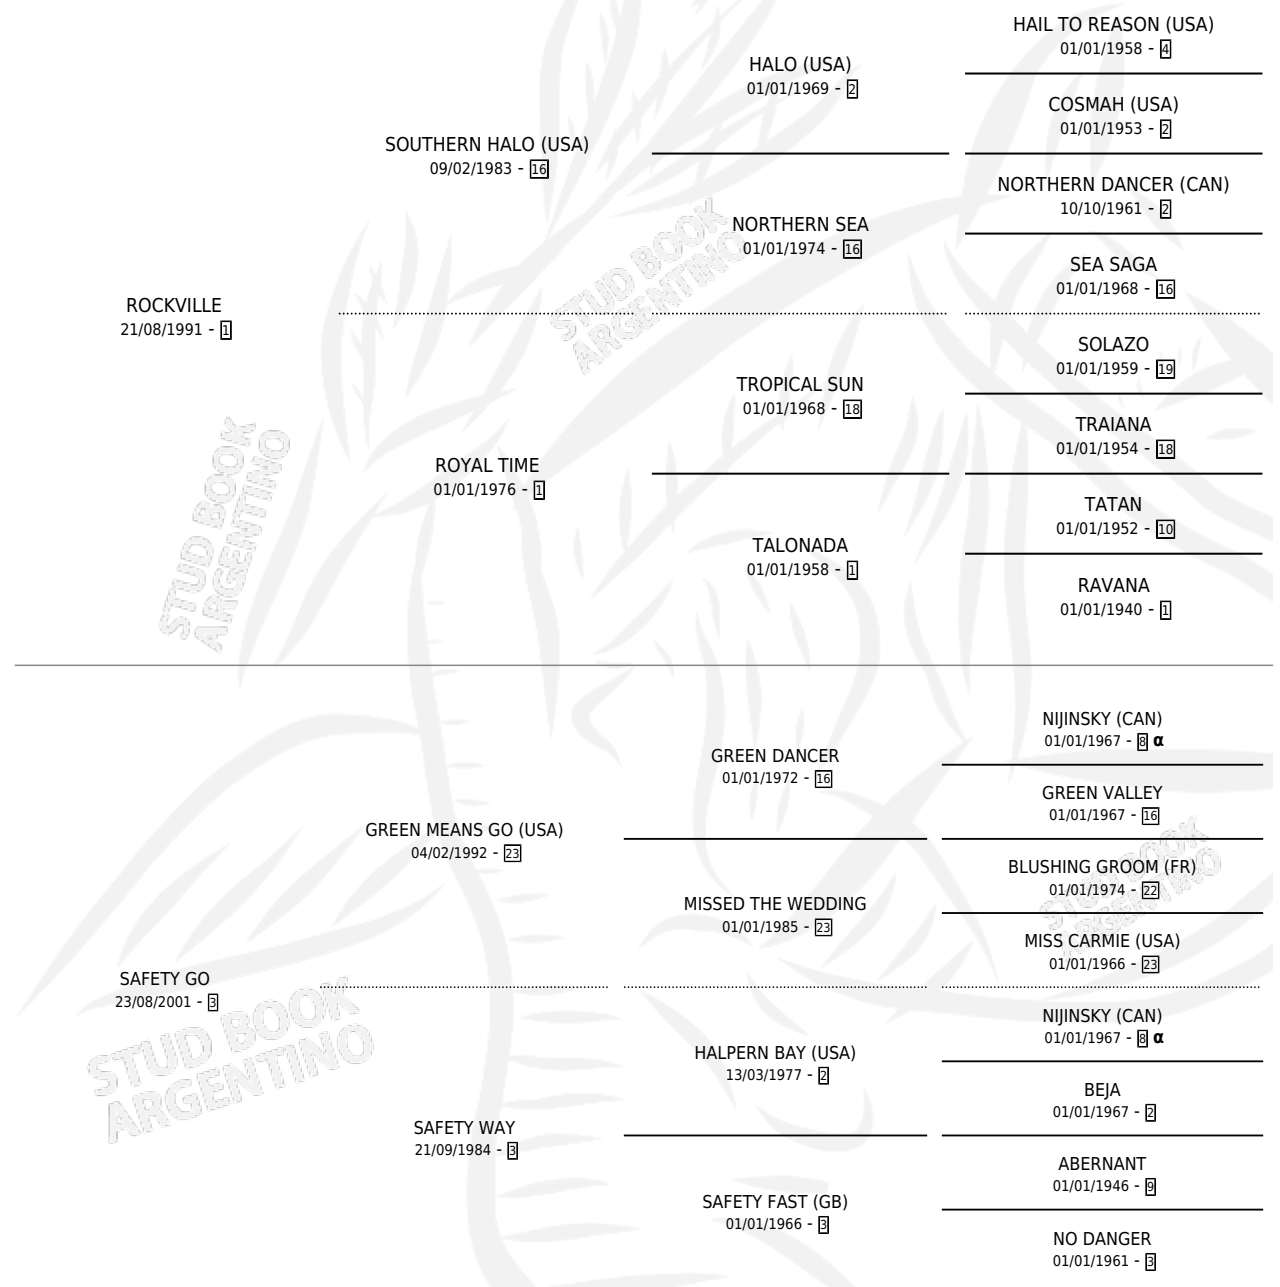 HAIL TO REASON (USA)
01/01/1958 - 4
HALO (USA)
01/01/1969 - 2
COSMAH (USA)
01/01/1953 - 2
SOUTHERN HALO (USA)
09/02/1983 - 16
NORTHERN DANCER (CAN)
10/10/1961 - 2
NORTHERN SEA
01/01/1974 - 16
SEA SAGA
01/01/1968 - 16
ROCKVILLE
21/08/1991 - 1
SOLAZO
01/01/1959 - 19
TROPICAL SUN
01/01/1968 - 18
TRAIANA
01/01/1954 - 18
ROYAL TIME
01/01/1976 - 1
TATAN
01/01/1952 - 10
TALONADA
01/01/1958 - 1
RAVANA
01/01/1940 - 1
NIJINSKY (CAN)
01/01/1967 - 8 α
GREEN DANCER
01/01/1972 - 16
GREEN VALLEY
01/01/1967 - 16
GREEN MEANS GO (USA)
04/02/1992 - 23
BLUSHING GROOM (FR)
01/01/1974 - 22
MISSED THE WEDDING
01/01/1985 - 23
MISS CARMIE (USA)
01/01/1966 - 23
SAFETY GO
23/08/2001 - 3
NIJINSKY (CAN)
01/01/1967 - 8 α
HALPERN BAY (USA)
13/03/1977 - 2
BEJA
01/01/1967 - 2
SAFETY WAY
21/09/1984 - 3
ABERNANT
01/01/1946 - 9
SAFETY FAST (GB)
01/01/1966 - 3
NO DANGER
01/01/1961 - 3
STUD BOOK
ARGENTINO
STUD BOOK
ARGENTINO
STUD BOOK
ARGENTINO
STUD BOOK
ARGENTINO